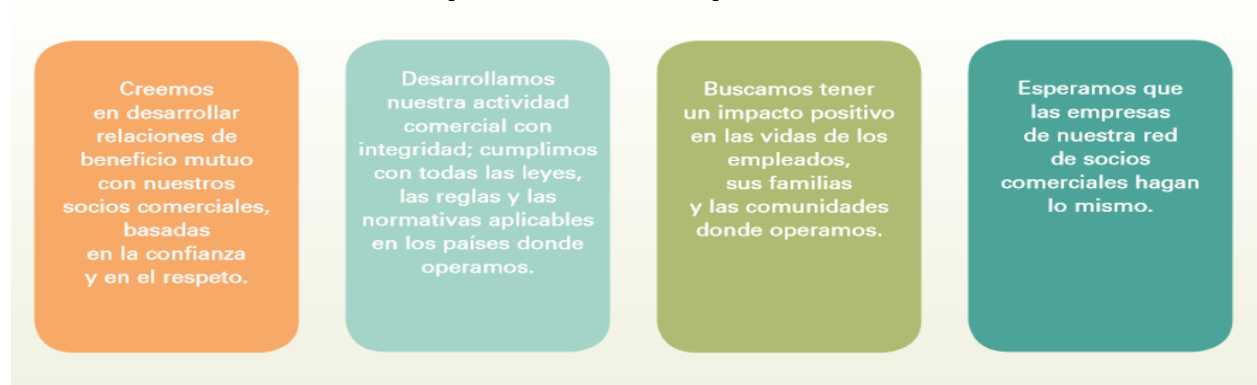 Creemos
en desarrollar
relaciones de
beneficio mutuo
con nuestros
socios comerciales,
basadas
en la confianza
y en el respeto.
Desarrollamos
nuestra actividad
comercial con
integridad; cumplimos
con todas las leyes,
las reglas y las
normativas aplicables
en los países donde
operamos.
Buscamos tener
un impacto positivo
en las vidas de los
empleados,
sus familias
y las comunidades
donde operamos.
Esperamos que
las empresas
de nuestra red
de socios
comerciales hagan
lo mismo.